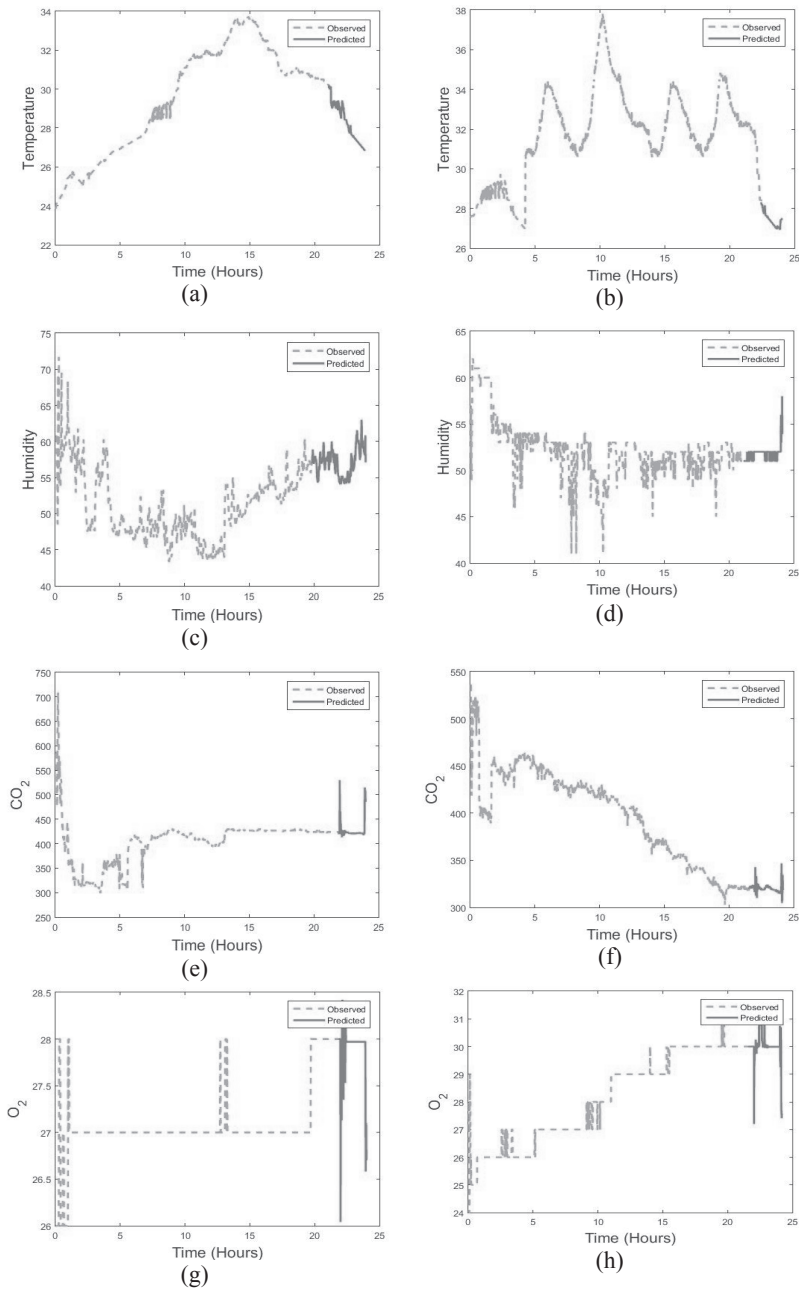 34
32
30
28
26
24
22
Temperature
Observed
Predicted
0 5 10 15 20 25
Time (Hours)
(a)
38
36
34
32
30
28
26
Temperature
Observed
Predicted
0 5 10 15 20 25
Time (Hours)
(b)
75
70
65
60
55
50
45
40
Humidity
Observed
Predicted
0 5 10 15 20 25
Time (Hours)
(c)
65
60
55
50
45
40
Humidity
Observed
Predicted
0 5 10 15 20 25
Time (Hours)
(d)
750
700
650
600
550
500
450
400
350
300
250
CO2
Observed
Predicted
0 5 10 15 20 25
Time (Hours)
(e)
550
500
450
400
350
300
CO2
Observed
Predicted
0 5 10 15 20 25
Time (Hours)
(f)
28.5
28
27.5
27
26.5
26
O2
Observed
Predicted
0 5 10 15 20 25
Time (Hours)
(g)
32
31
30
29
28
27
26
25
24
O2
Observed
Predicted
0 5 10 15 20 25
Time (Hours)
(h)